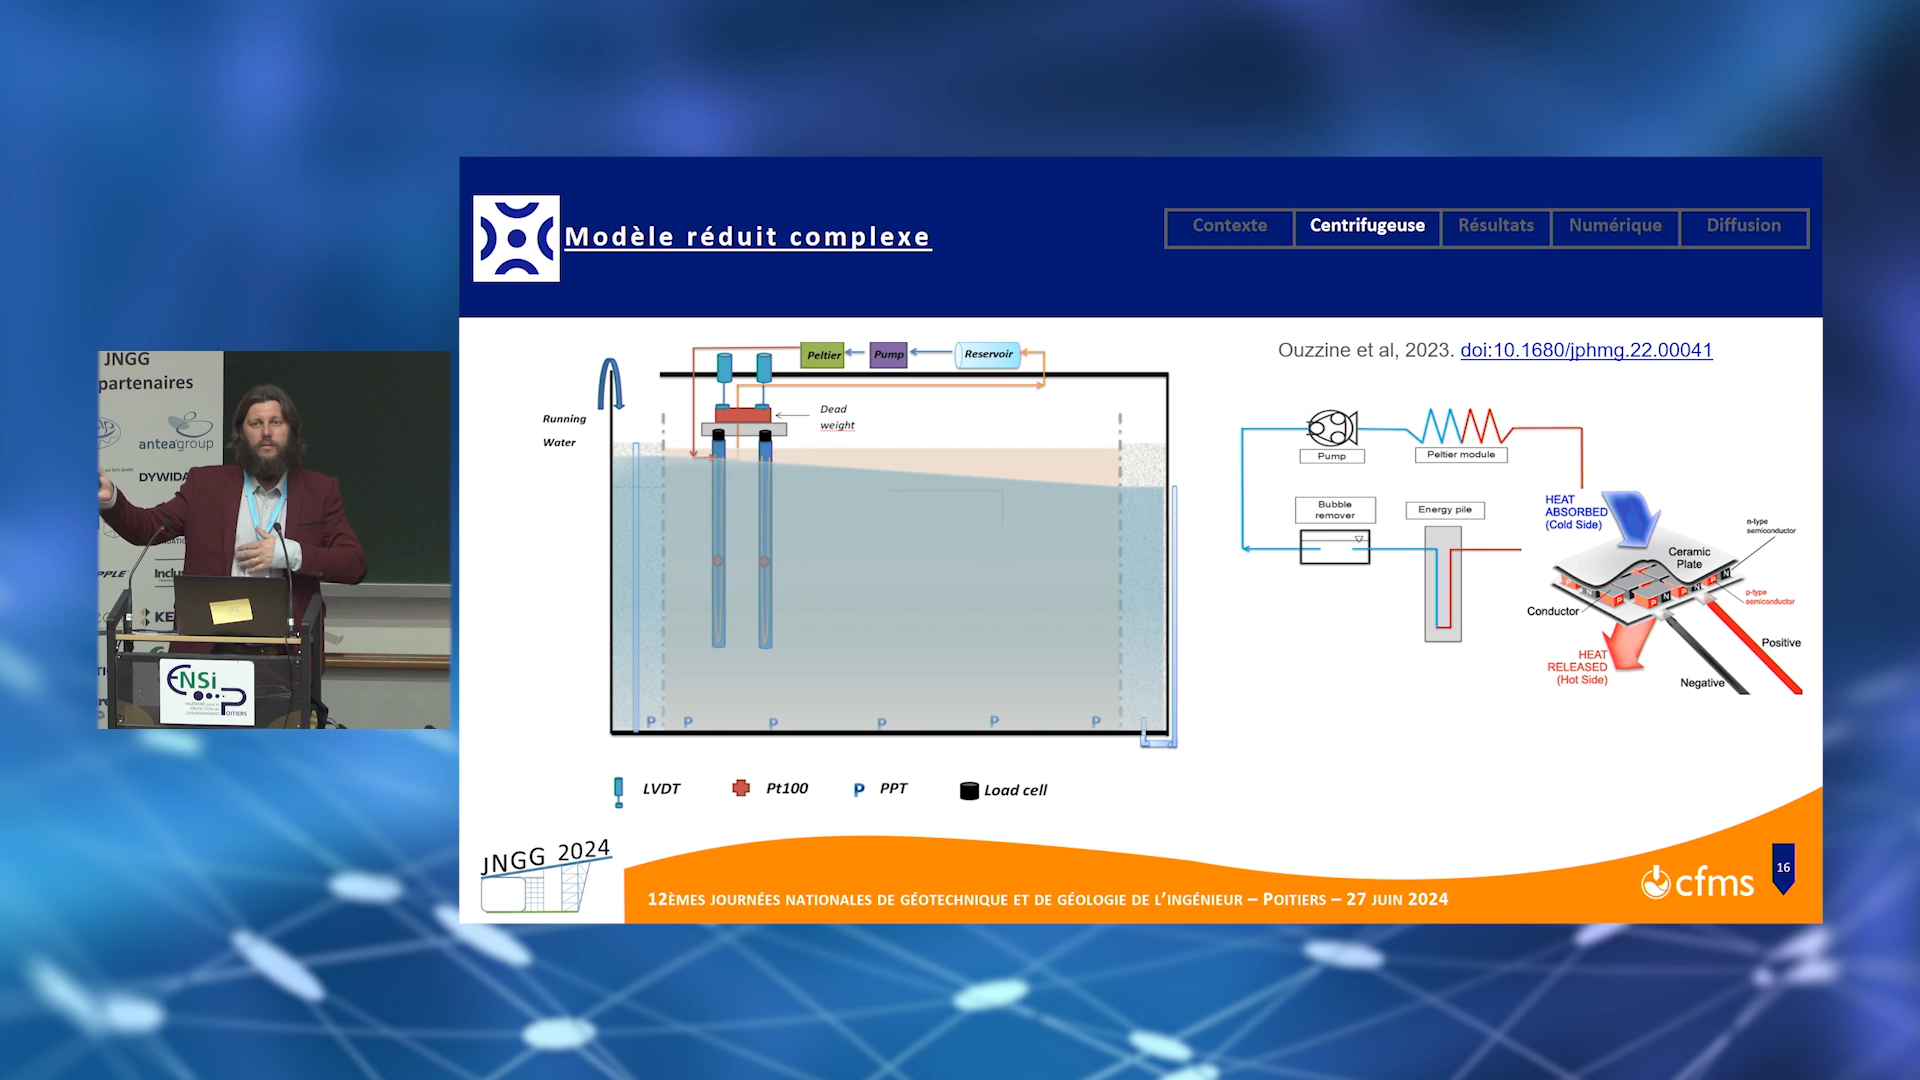 Modèle réduit complexe
Contexte
Centrifugeuse
Résultats
Numérique
Diffusion
Peltier
Pump
Reservoir
Running
Water
Dead
weight
P P P P P P
LVDT
Pt100
P PPT
Load cell
Ouzzine et al, 2023. doi:10.1680/jphmg.22.00041
Pump
Peltier module
Bubble
remover
Energy pile
HEAT
ABSORBED
(Cold Side)
n-type
semiconductor
Ceramic
Plate
p-type
semiconductor
Conductor
HEAT
RELEASED
(Hot Side)
Positive
Negative
JNGG 2024
12ÈMES JOURNÉES NATIONALES DE GÉOTECHNIQUE ET DE GÉOLOGIE DE L'INGÉNIEUR – POITIERS – 27 JUIN 2024
cfms
16
JNGG
partenaires
anteagroup
DYWIDA
Inclu
KE
ENSi
P
POITIERS